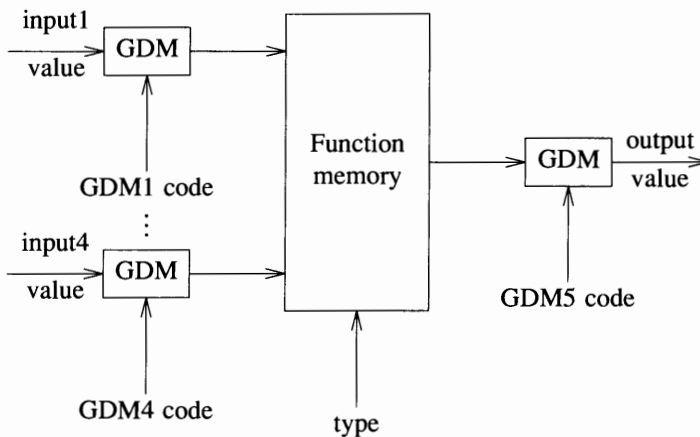 input1
GDM
value
GDM1 code
input4
GDM
value
GDM4 code
Function
memory
type
GDM
output
value
GDM5 code